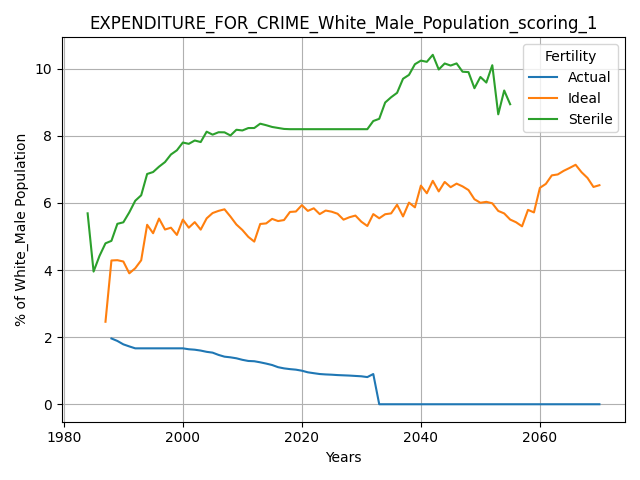 EXPENDITURE_FOR_CRIME_White_Male_Population_scoring_1
% of White_Male Population
10
8
6
4
2
0
Fertility
Actual
Ideal
Sterile
1980
2000
2020
2040
2060
Years